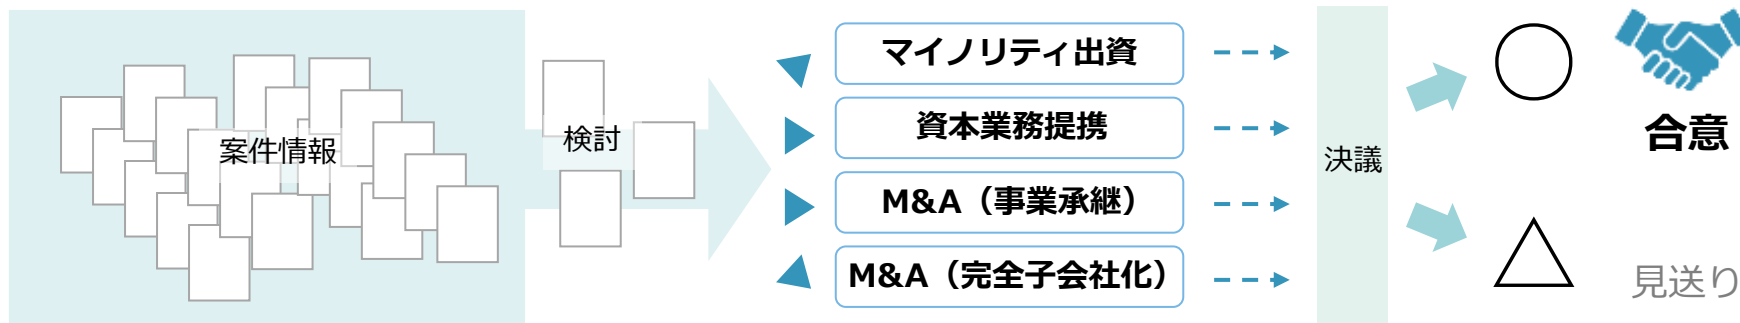 案件情報
検討
マイノリティ出資
資本業務提携
M&A（事業承継）
M&A（完全子会社化）
決議
合意
見送り